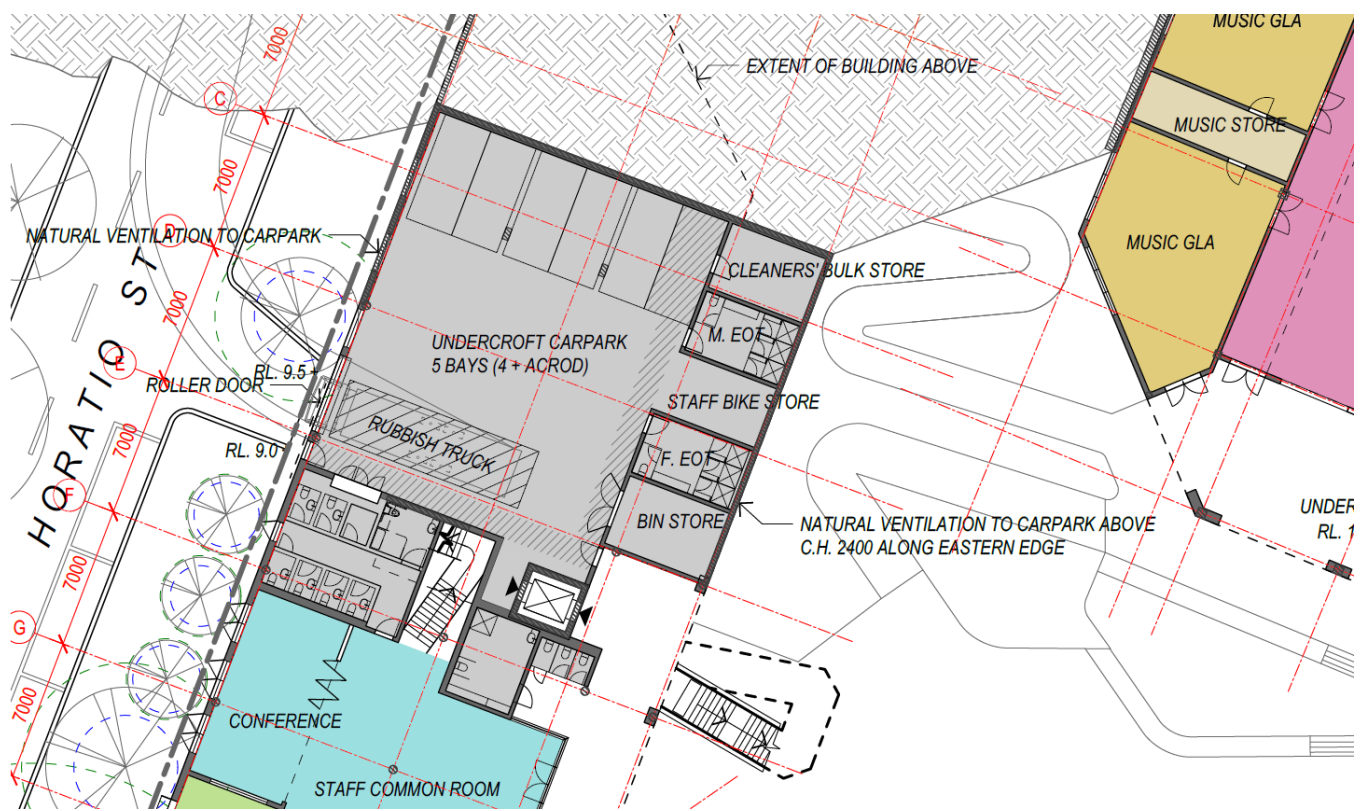 MUSIC GLA
7000
EXTENT OF BUILDING ABOVE
C
MUSIC STORE
7000
D
NATURAL VENTILATION TO CARPARK
MUSIC GLA
CLEANERS' BULK STORE
7000
M. EOT
UNDERCROFT CARPARK
5 BAYS (4 + ACROD)
E
RL. 9.5 +
ROLLER DOOR
STAFF BIKE STORE
HORATIO ST
RUBBISH TRUCK
7000
RL. 9.0
F. EOT
F
BIN STORE
NATURAL VENTILATION TO CARPARK ABOVE
C.H. 2400 ALONG EASTERN EDGE
UNDER
RL. 1
7000
G
7000
CONFERENCE
STAFF COMMON ROOM